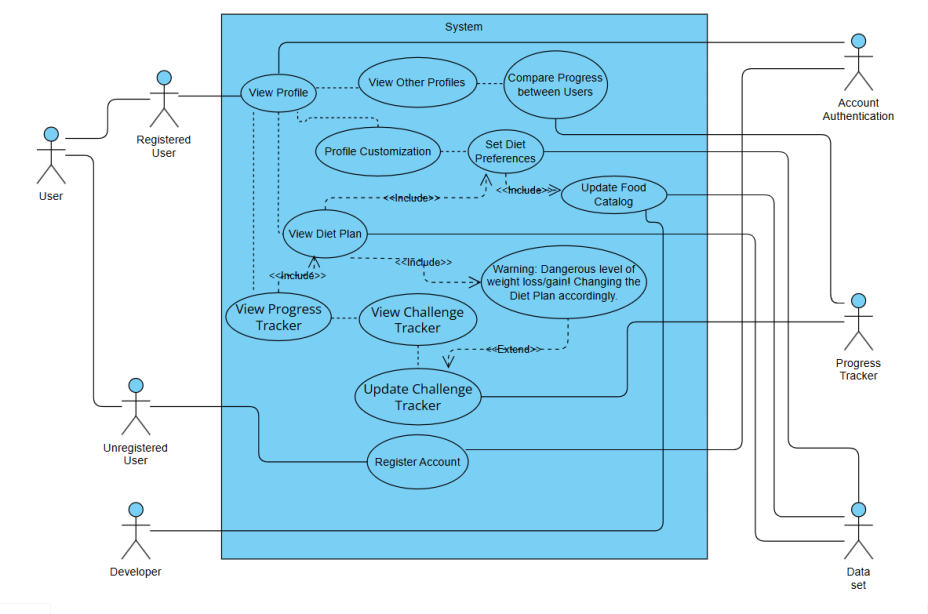 System
View Profile
View Other Profiles
Compare Progress
between Users
Account
Authentication
Registered
User
Profile Customization
Set Diet
Preferences
User
<<Include>>
<<Include>>
Update Food
Catalog
View Diet Plan
<<Include>>
<<Include>>
Warning: Dangerous level of
weight loss/gain! Changing the
Diet Plan accordingly.
View Progress
Tracker
View Challenge
Tracker
<<Extend>>
Progress
Tracker
Update Challenge
Tracker
Unregistered
User
Register Account
Developer
Data
set